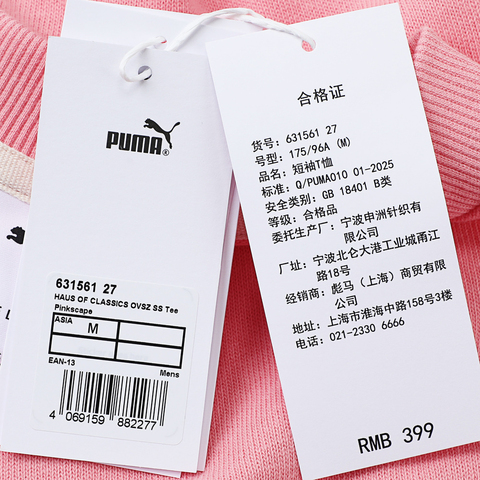 PUMA
631561 27
HAUS OF CLASSICS OVSZ SS Tee
Pinkscape
ASIA
M
EAN-13
Mens
4 069159 882277
合格证
货号: 631561 27
号型: 175/96A (M)
品名: 短袖T恤
标准: Q/PUMA010 01-2025
安全类别: GB 18401 B类
等级: 合格品
委托生产厂: 宁波申洲针织有
限公司
厂址: 宁波北仑大港工业城甬江
路18号
经销商: 彪马(上海)商贸有限
公司
地址: 上海市淮海中路158号3楼
电话: 021-2330 6666
RMB 399